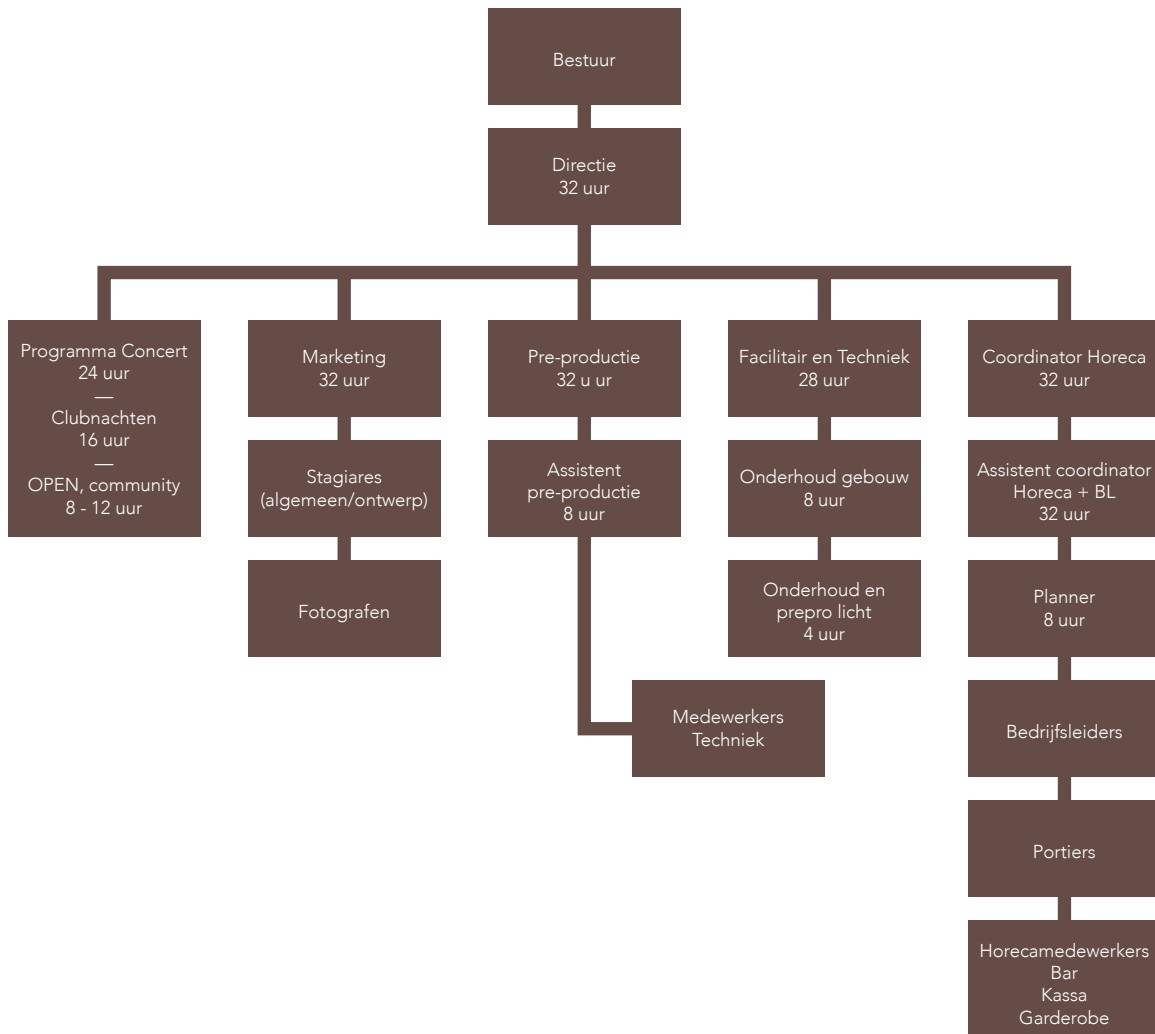 Bestuur
Directie
32 uur
Programma Concert
24 uur
—
Clubnachten
16 uur
—
OPEN, community
8 - 12 uur
Marketing
32 uur
Stagiares
(algemeen/ontwerp)
Fotografen
Pre-productie
32 u ur
Assistent
pre-productie
8 uur
Medewerkers
Techniek
Facilitair en Techniek
28 uur
Onderhoud gebouw
8 uur
Onderhoud en
prepro licht
4 uur
Coordinator Horeca
32 uur
Assistent coordinator
Horeca + BL
32 uur
Planner
8 uur
Bedrijfsleiders
Portiers
Horecamedewerkers
Bar
Kassa
Garderobe